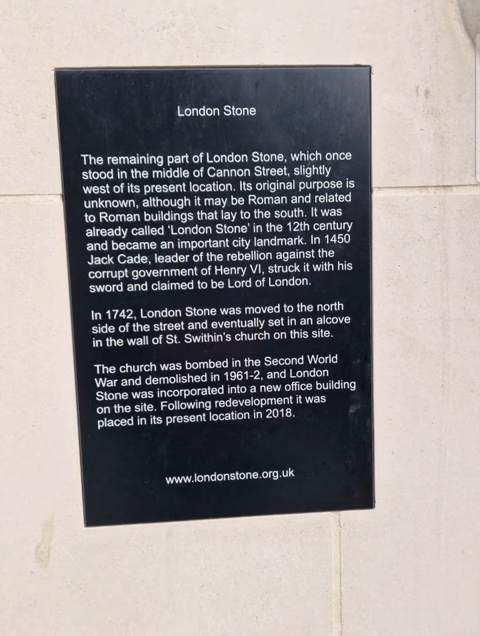 London Stone
The remaining part of London Stone, which once
stood in the middle of Cannon Street, slightly
west of its present location. Its original purpose is
unknown, although it may be Roman and related
to Roman buildings that lay to the south. It was
already called 'London Stone' in the 12th century
and became an important city landmark. In 1450
Jack Cade, leader of the rebellion against the
corrupt government of Henry VI, struck it with his
sword and claimed to be Lord of London.
In 1742, London Stone was moved to the north
side of the street and eventually set in an alcove
in the wall of St. Swithin's church on this site.
The church was bombed in the Second World
War and demolished in 1961-2, and London
Stone was incorporated into a new office building
on the site. Following redevelopment it was
placed in its present location in 2018.
www.londonstone.org.uk